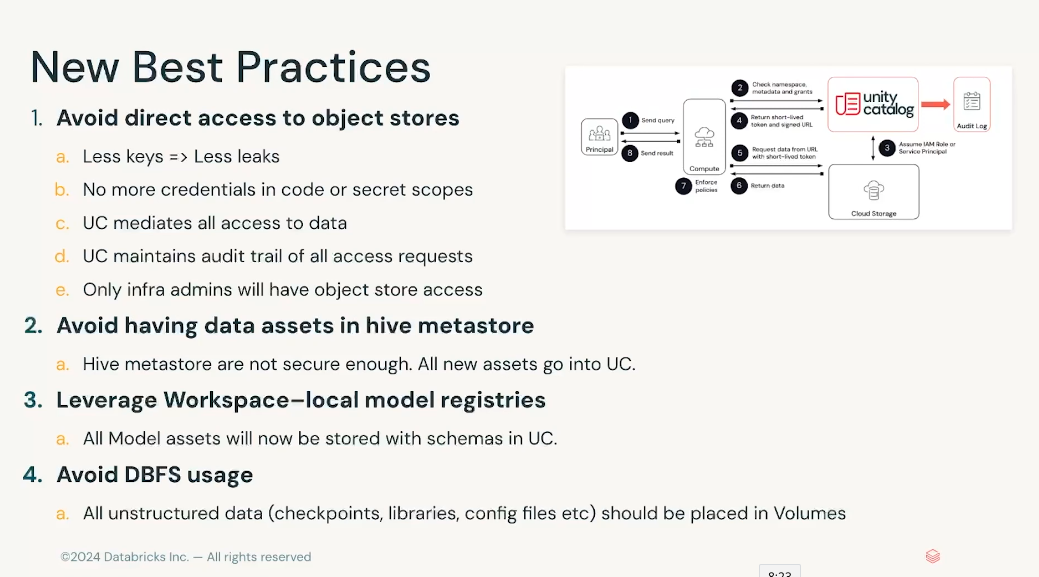 New Best Practices
1. Avoid direct access to object stores
a. Less keys => Less leaks
b. No more credentials in code or secret scopes
c. UC mediates all access to data
d. UC maintains audit trail of all access requests
e. Only infra admins will have object store access
2. Avoid having data assets in hive metastore
a. Hive metastore are not secure enough. All new assets go into UC.
3. Leverage Workspace–local model registries
a. All Model assets will now be stored with schemas in UC.
4. Avoid DBFS usage
a. All unstructured data (checkpoints, libraries, config files etc) should be placed in Volumes
Principal
1 Send query
8 Send result
Compute
7 Enforce
policies
2 Check namespace,
metadata and grants
4 Return short-lived
token and signed URL
5 Request data from URL
with short-lived token
6 Return data
unity
catalog
Audit Log
3 Assume IAM Role or
Service Principal
Cloud Storage
©2024 Databricks Inc. — All rights reserved
8:23